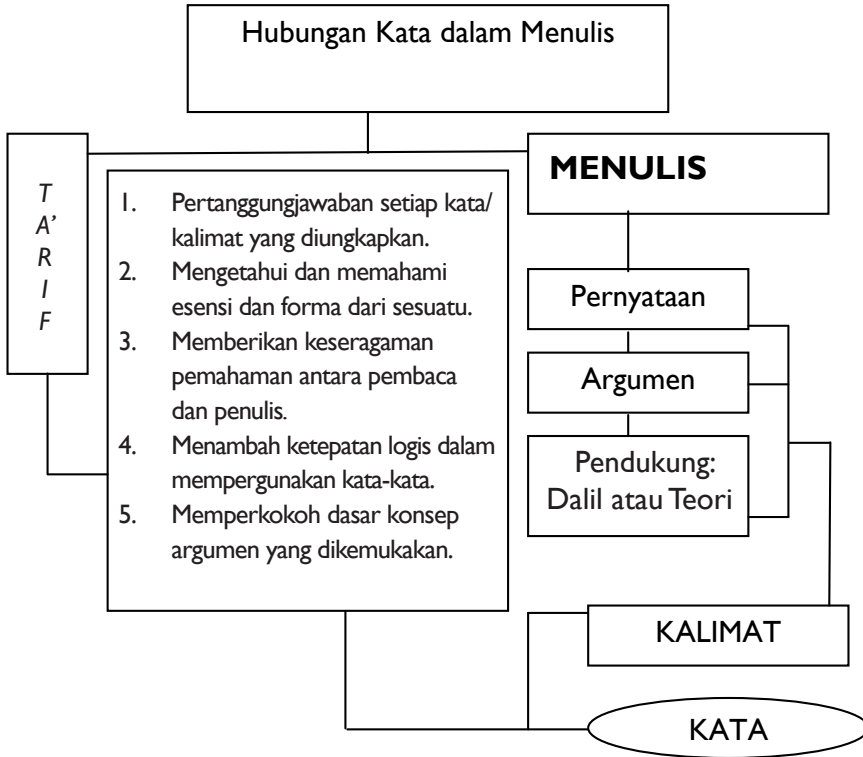 Hubungan Kata dalam Menulis
T
A’
R
I
F
1. Pertanggungjawaban setiap kata/
kalimat yang diungkapkan.
2. Mengetahui dan memahami
esensi dan forma dari sesuatu.
3. Memberikan keseragaman
pemahaman antara pembaca
dan penulis.
4. Menambah ketepatan logis dalam
mempergunakan kata-kata.
5. Memperkokoh dasar konsep
argumen yang dikemukakan.
MENULIS
Pernyataan
Argumen
Pendukung:
Dalil atau Teori
KALIMAT
KATA